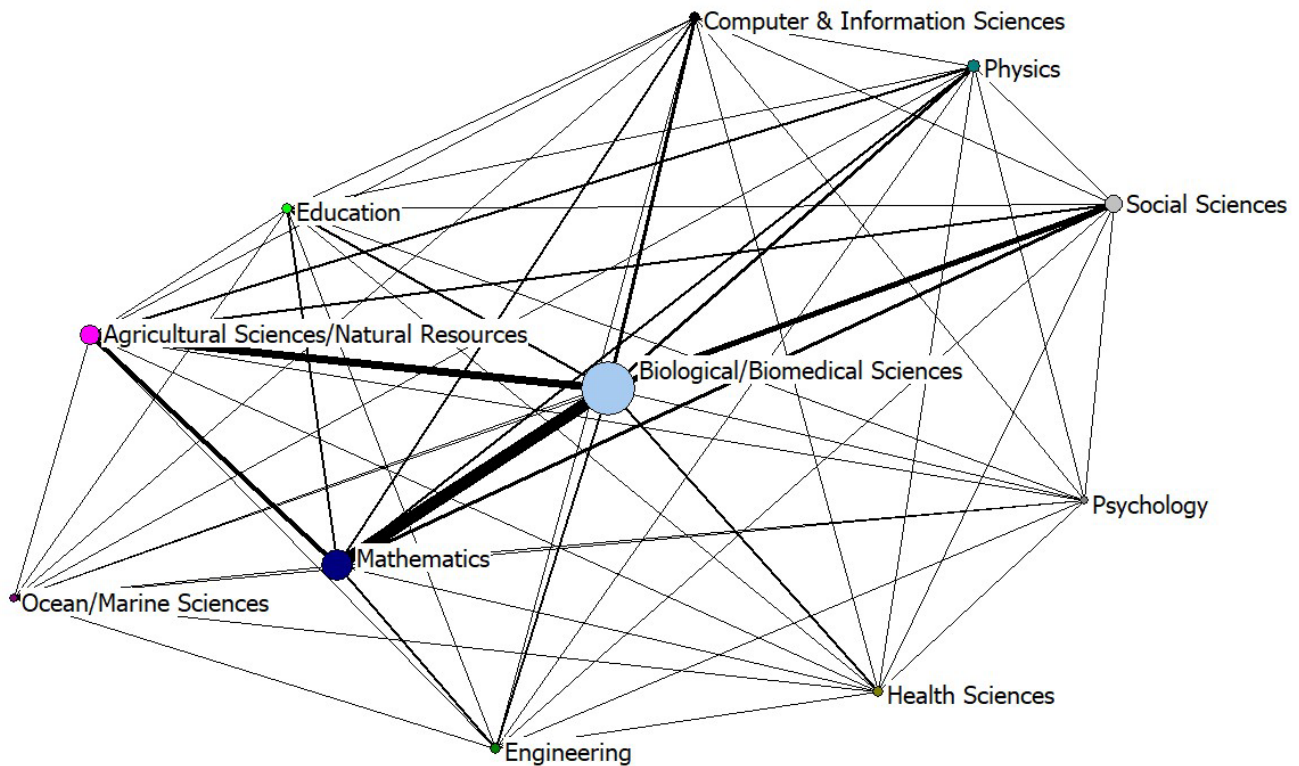 Computer & Information Sciences
Physics
Social Sciences
Education
Agricultural Sciences/Natural Resources
Biological/Biomedical Sciences
Psychology
Mathematics
Ocean/Marine Sciences
Health Sciences
Engineering